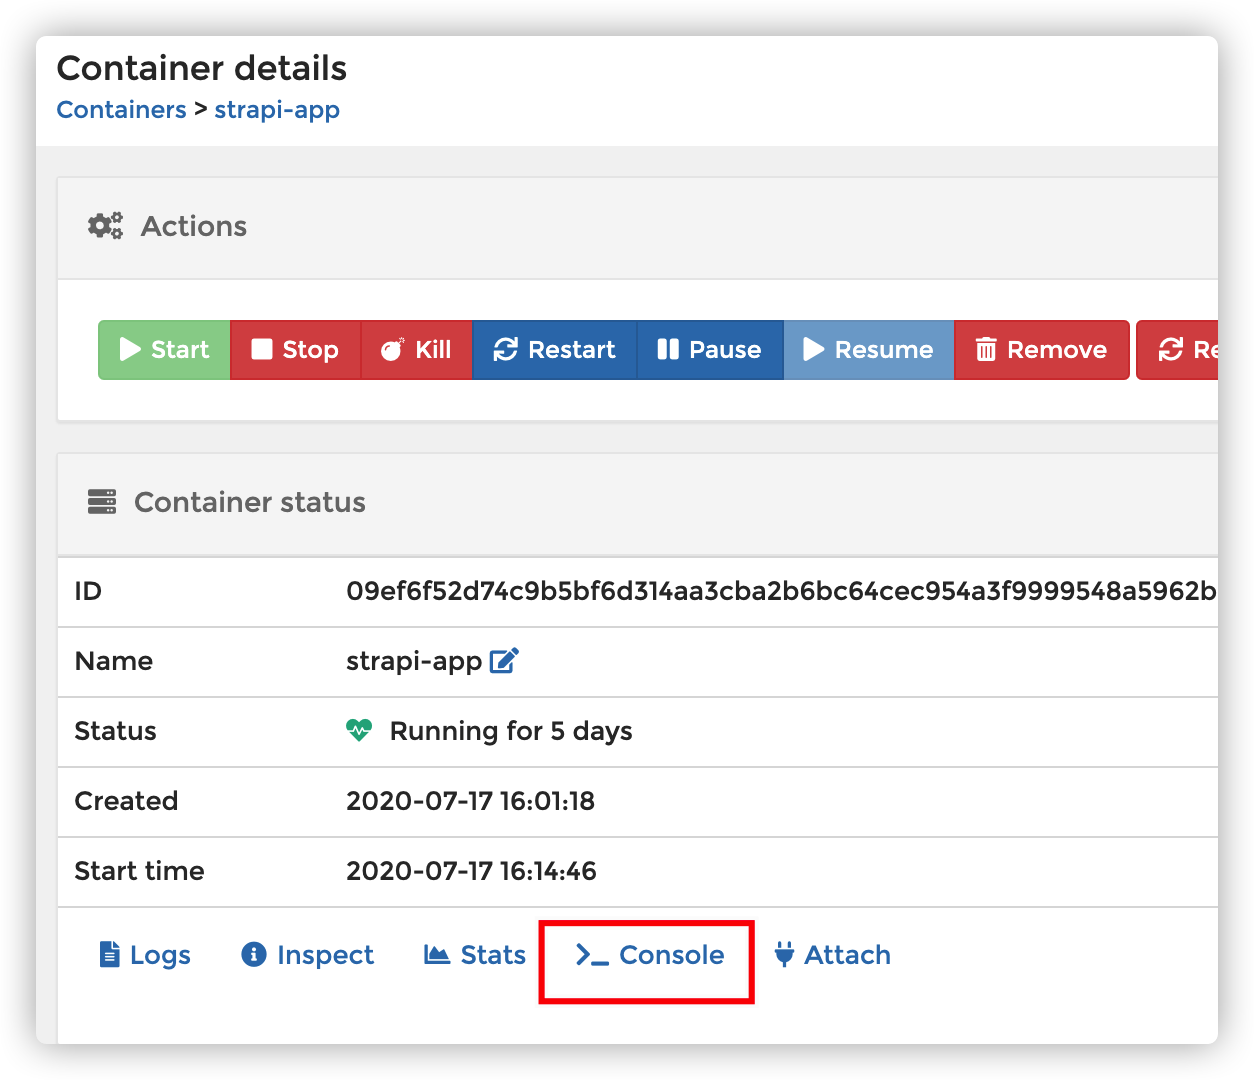 Container details
Containers > strapi-app
Actions
Start Stop Kill Restart Pause Resume Remove
Container status
ID 09ef6f52d74c9b5bf6d314aa3cba2b6bc64cec954a3f9999548a5962b
Name strapi-app
Status Running for 5 days
Created 2020-07-17 16:01:18
Start time 2020-07-17 16:14:46
Logs Inspect Stats >_ Console Attach